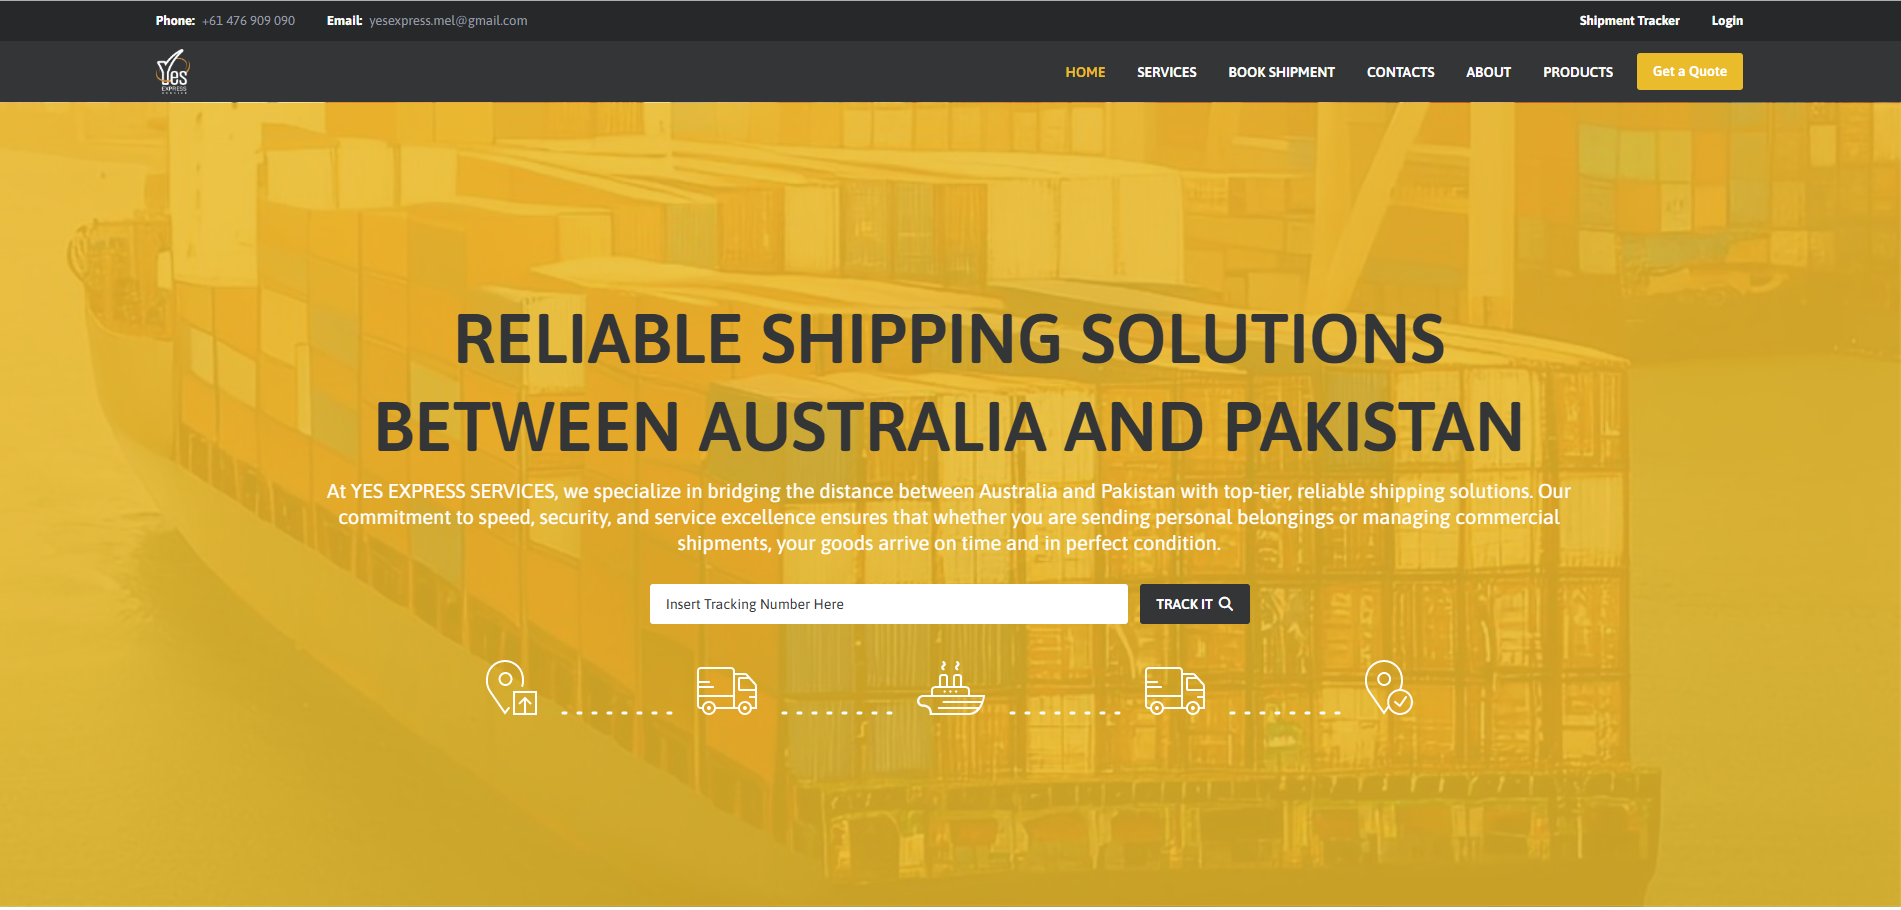 Phone: +61 476 909 090 Email: yesexpress.mel@gmail.com Shipment Tracker Login
Yes
EXPRESS
SERVICE
HOME SERVICES BOOK SHIPMENT CONTACTS ABOUT PRODUCTS Get a Quote
RELIABLE SHIPPING SOLUTIONS
BETWEEN AUSTRALIA AND PAKISTAN
At YES EXPRESS SERVICES, we specialize in bridging the distance between Australia and Pakistan with top-tier, reliable shipping solutions. Our
commitment to speed, security, and service excellence ensures that whether you are sending personal belongings or managing commercial
shipments, your goods arrive on time and in perfect condition.
Insert Tracking Number Here TRACK IT